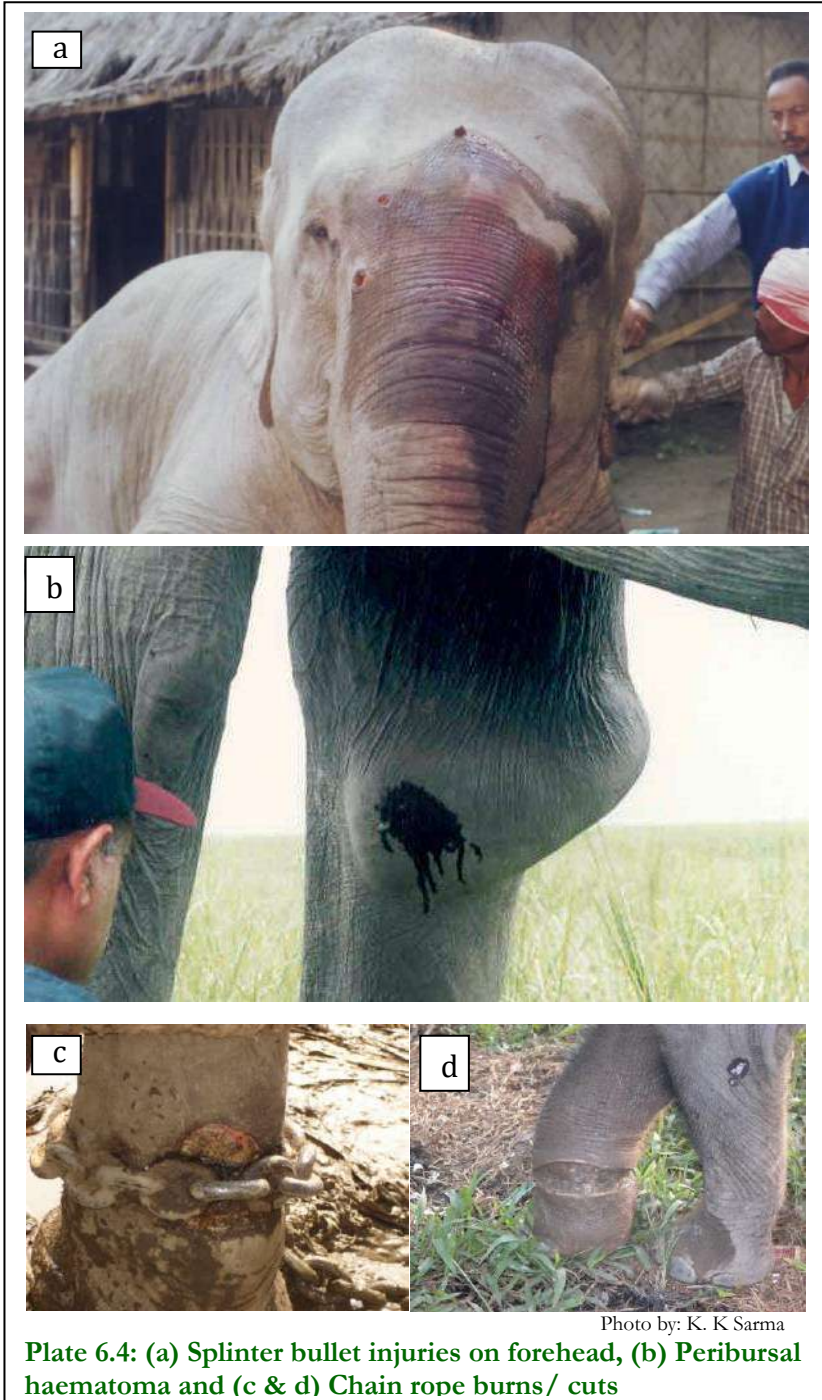 a
b
c
d
Photo by: K. K Sarma
Plate 6.4: (a) Splinter bullet injuries on forehead, (b) Peribursal
haematoma and (c & d) Chain rope burns/ cuts